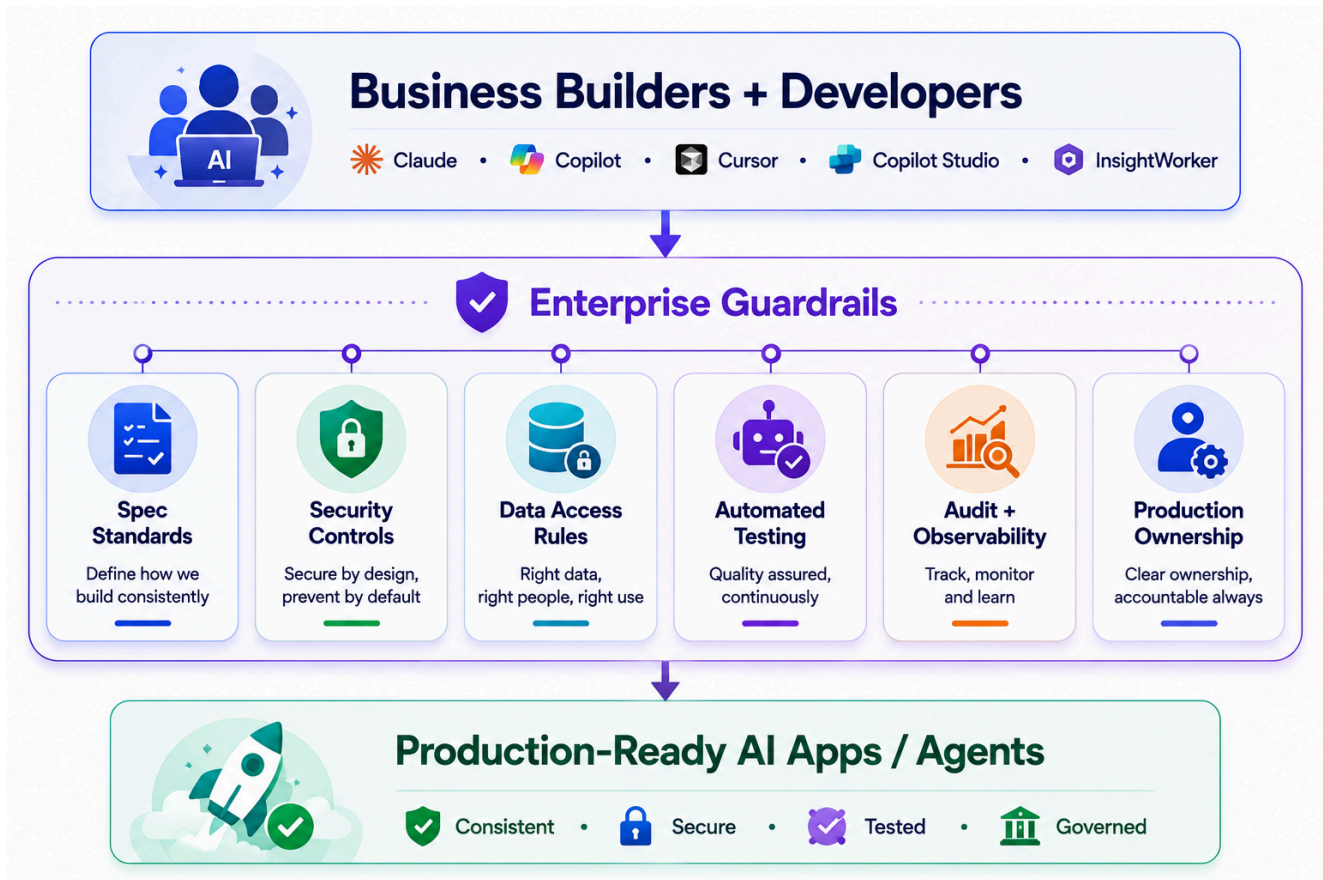 AI
Business Builders + Developers
Claude • Copilot • Cursor • Copilot Studio • InsightWorker
Enterprise Guardrails
Spec
Standards
Define how we
build consistently
Security
Controls
Secure by design,
prevent by default
Data Access
Rules
Right data,
right people, right use
Automated
Testing
Quality assured,
continuously
Audit +
Observability
Track, monitor
and learn
Production
Ownership
Clear ownership,
accountable always
Production-Ready AI Apps / Agents
Consistent • Secure • Tested • Governed